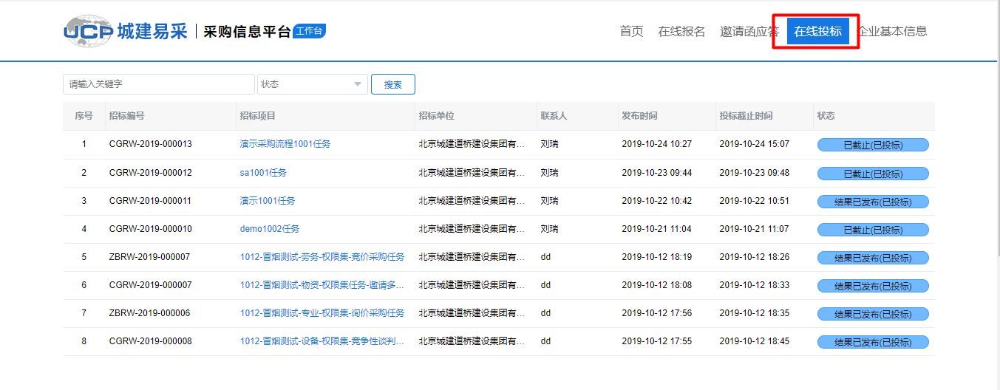 UCP 城建易采 采购信息平台 工作台 首页 在线报名 邀请函应答 在线投标 企业基本信息
请输入关键字 状态 搜索
序号 招标编号 招标项目 招标单位 联系人 发布时间 投标截止时间 状态
1 CGRW-2019-000013 演示采购流程1001任务 北京城建道桥建设集团有... 刘瑞 2019-10-24 10:27 2019-10-24 15:07 已截止(已投标)
2 CGRW-2019-000012 sa1001任务 北京城建道桥建设集团有... 刘瑞 2019-10-23 09:44 2019-10-23 09:48 已截止(已投标)
3 CGRW-2019-000011 演示1001任务 北京城建道桥建设集团有... 刘瑞 2019-10-22 10:42 2019-10-22 10:51 结果已发布(已投标)
4 CGRW-2019-000010 demo1002任务 北京城建道桥建设集团有... 刘瑞 2019-10-21 11:04 2019-10-21 11:07 已截止(已投标)
5 ZBRW-2019-000007 1012-冒烟测试-劳务-权限集-竞价采购任务 北京城建道桥建设集团有... dd 2019-10-12 18:19 2019-10-12 18:26 结果已发布(已投标)
6 CGRW-2019-000007 1012-冒烟测试-物资-权限集任务-邀请多... 北京城建道桥建设集团有... dd 2019-10-12 18:08 2019-10-12 18:33 结果已发布(已投标)
7 ZBRW-2019-000006 1012-冒烟测试-专业-权限集-询价采购任务 北京城建道桥建设集团有... dd 2019-10-12 17:56 2019-10-12 18:35 结果已发布(已投标)
8 CGRW-2019-000008 1012-冒烟测试-设备-权限集-竞争性谈判... 北京城建道桥建设集团有... dd 2019-10-12 17:55 2019-10-12 18:45 结果已发布(已投标)